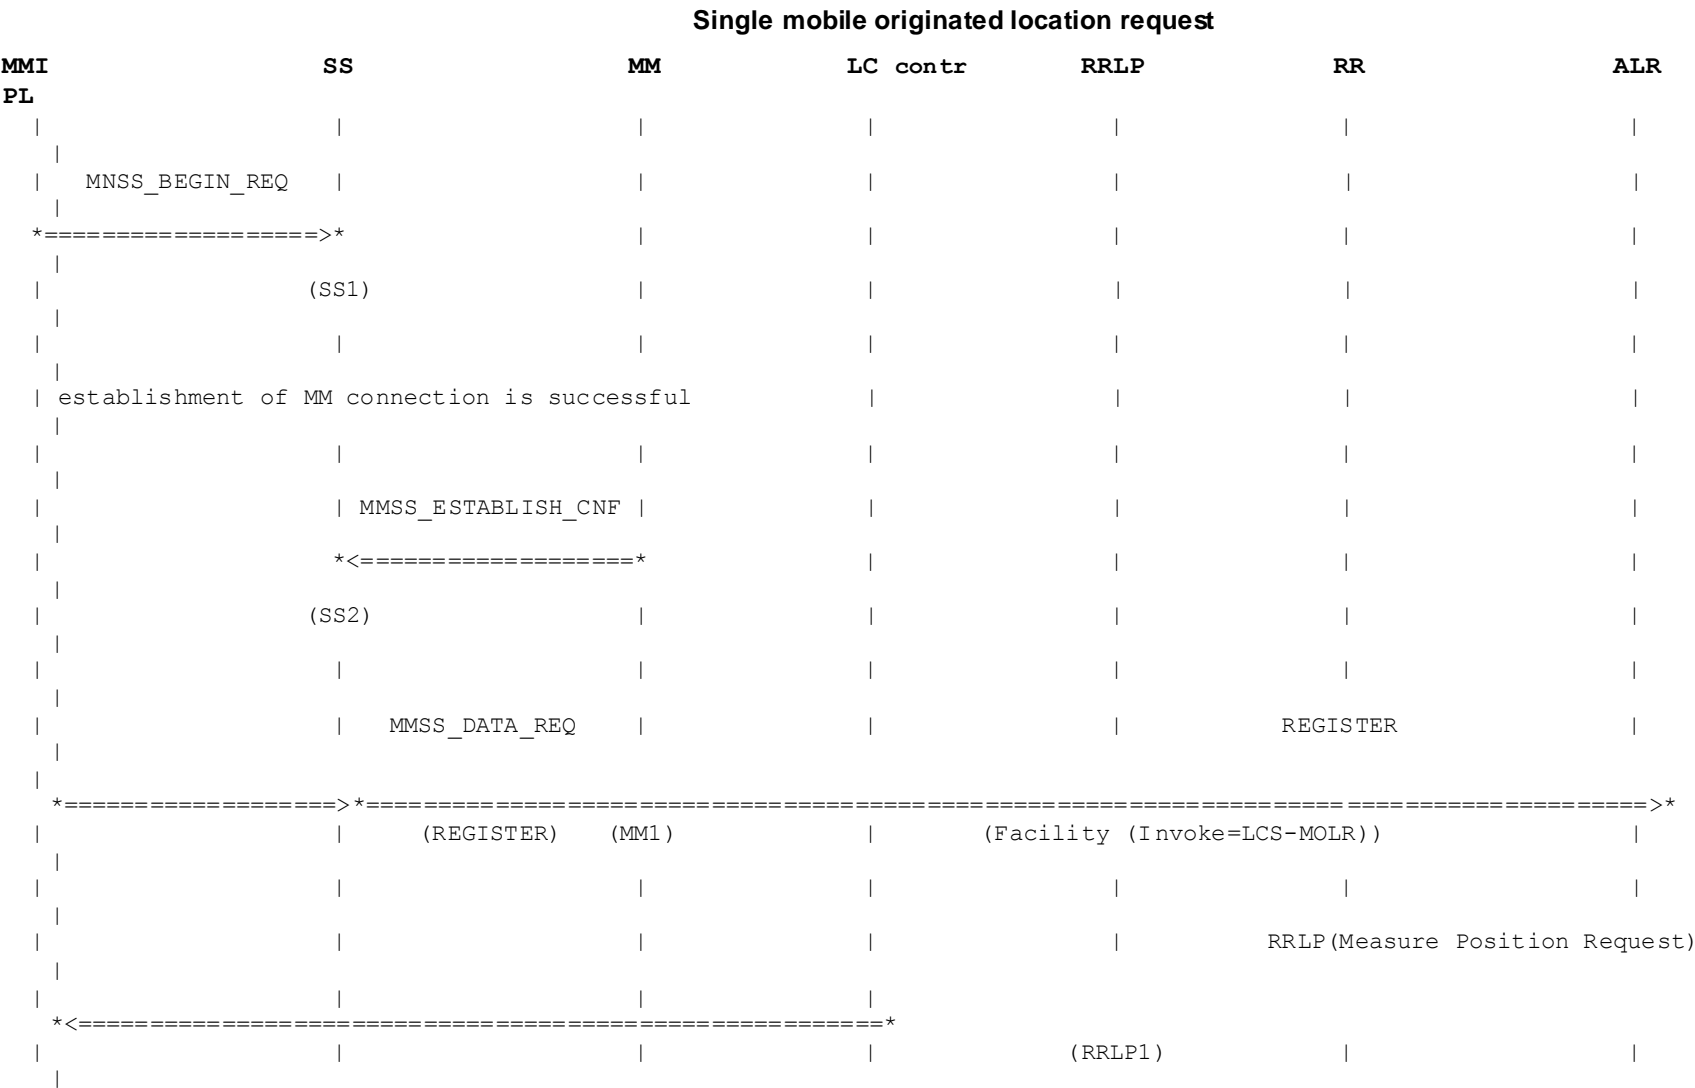 Single mobile originated location request
MMI SS MM LC contr RRLP RR ALR
PL
| | | | | | |
|
| MNSS_BEGIN_REQ | | | | | |
|
*===================>* | | | | |
|
| (SS1) | | | | |
|
| | | | | | |
|
| establishment of MM connection is successful | | | |
|
| | | | | | |
|
| | MMSS_ESTABLISH_CNF | | | | |
|
| *<===================* | | | |
|
| (SS2) | | | | |
|
| | | | | | |
|
| | MMSS_DATA_REQ | | | REGISTER |
|
|
*===================>*==========================================================================================>*
| | (REGISTER) (MM1) | (Facility (Invoke=LCS-MOLR)) |
|
| | | | | | |
|
| | | | | RRLP(Measure Position Request)
|
| | | |
*<========================================================*
| | | | (RRLP1) | |
|